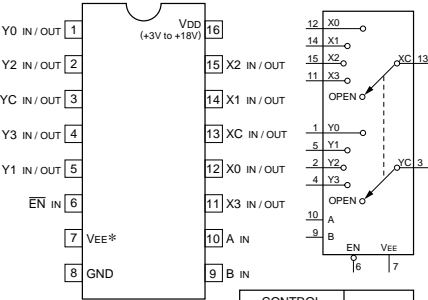 Y0 IN / OUT 1
VDD
(+3V to +18V)
16
Y2 IN / OUT 2
15 X2 IN / OUT
YC IN / OUT 3
14 X1 IN / OUT
Y3 IN / OUT 4
13 XC IN / OUT
Y1 IN / OUT 5
12 X0 IN / OUT
EN IN 6
11 X3 IN / OUT
7 VEE*
10 A IN
8 GND
9 B IN
12 X0
14 X1
15 X2
XC 13
11 X3
OPEN
1 Y0
5 Y1
2 Y2
YC 3
4 Y3
OPEN
10 A
9 B
EN VEE
6 7
CONTROL